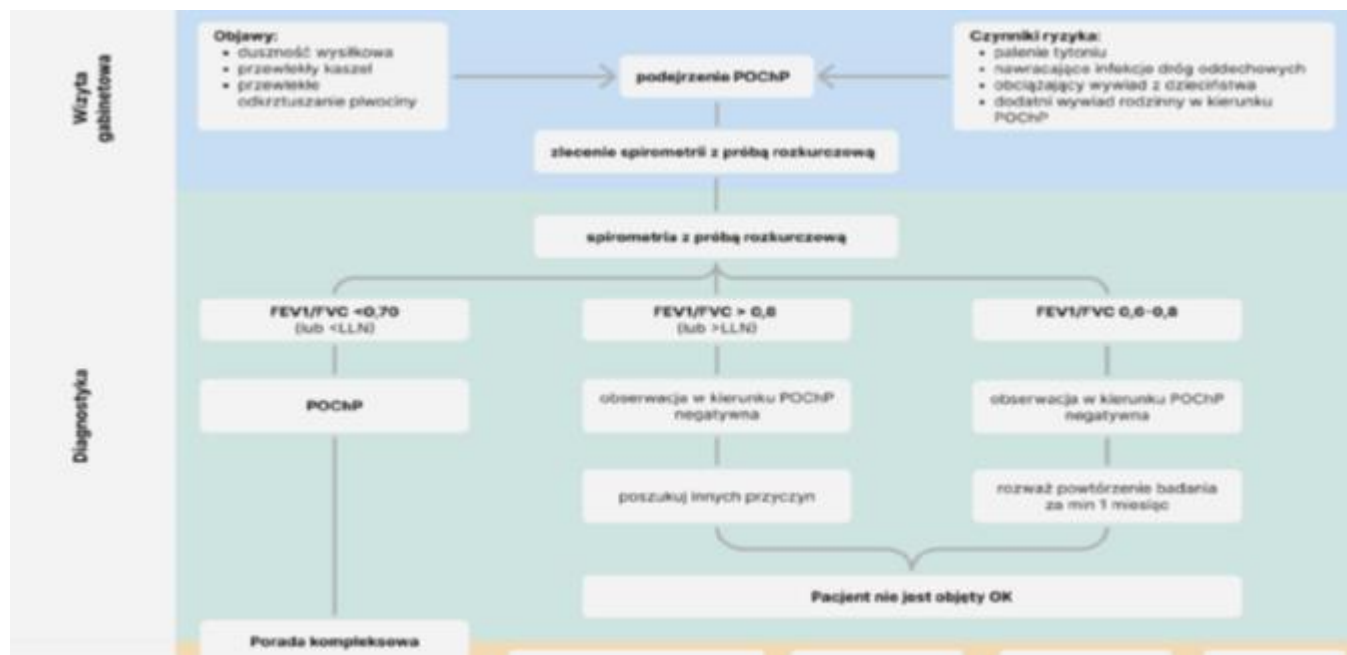 Wizyta
gabinetowa
Objawy:
• duszność wysiłkowa
• przewlekły kaszel
• przewlekłe
odkrztuszanie plwociny
podejrzenie POChP
Czynniki ryzyka:
• palenie tytoniu
• nawracające infekcje dróg oddechowych
• obciążający wywiad z dzieciństwa
• dodatni wywiad rodzinny w kierunku
POChP
zlecenie spirometrii z próbą rozkurczową
Diagnostyka
spirometria z próbą rozkurczową
FEV1/FVC <0,70
(lub <LLN)
FEV1/FVC > 0,8
(lub >LLN)
FEV1/FVC 0,6-0,8
POChP
obserwacja w kierunku POChP
negatywna
obserwacja w kierunku POChP
negatywna
poszukuj innych przyczyn
rozważ powtórzenie badania
za min 1 miesiąc
Pacjent nie jest objęty OK
Porada kompleksowa